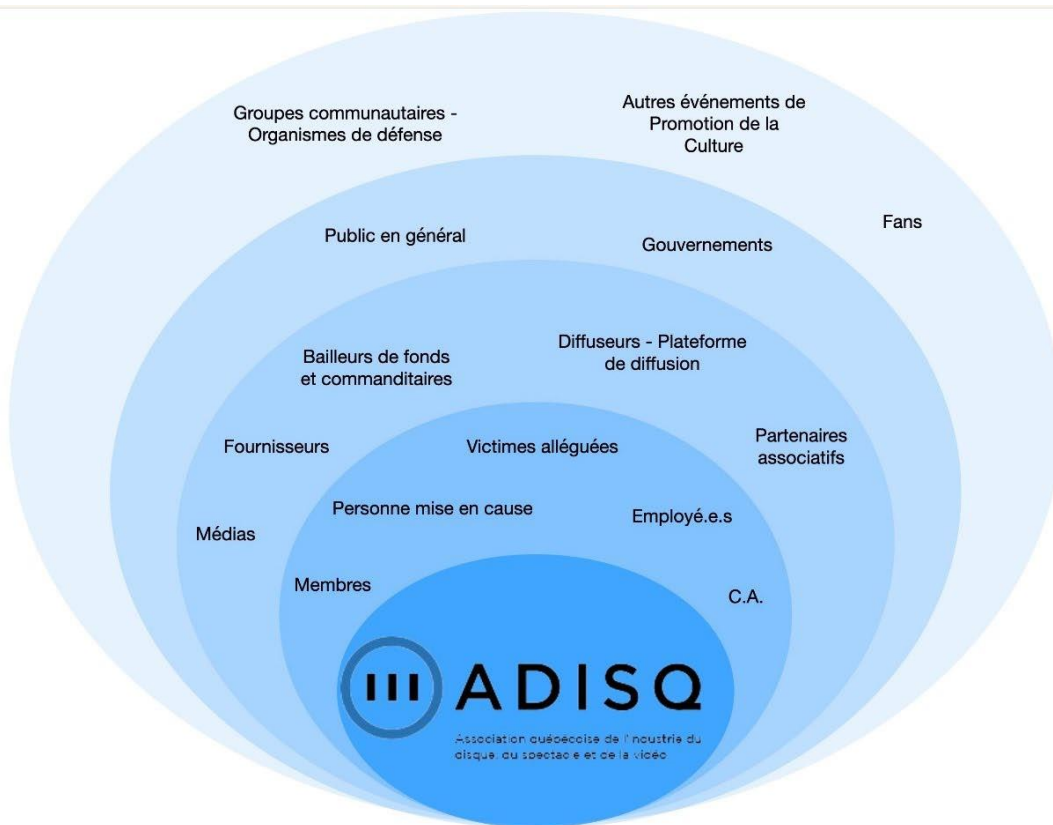 Groupes communautaires -
Organismes de défense
Autres événements de
Promotion de la
Culture
Fans
Public en général
Gouvernements
Bailleurs de fonds
et commanditaires
Diffuseurs - Plateforme
de diffusion
Fournisseurs
Victimes alléguées
Partenaires
associatifs
Personne mise en cause
Employé.e.s
Médias
Membres
C.A.
ADISQ
Association québécoise de l'industrie du
disque, du spectacle et de la vidéo